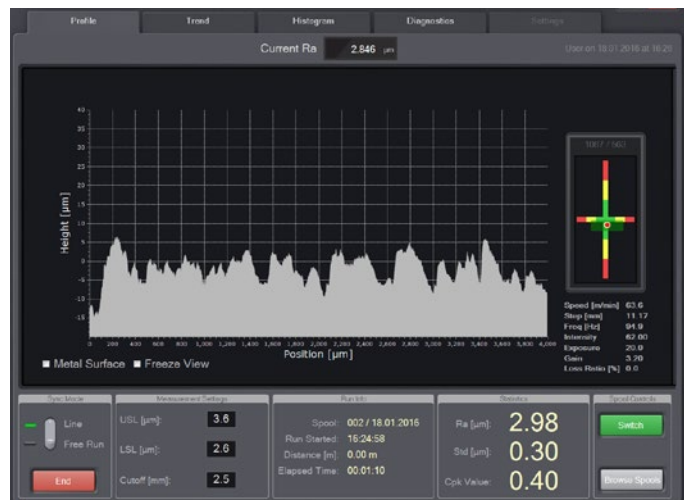 Profile Trend Histogram Diagnostics Settings
Current Ra 2.846 µm User on 18.01.2016 at 16:26
1007 / 500
Height [µm]
20
15
10
5
0
-5
-10
-15
0 200 400 600 800 1,000 1,200 1,400 1,600 1,800 2,000 2,200 2,400 2,600 2,800 3,000 3,200 3,400 3,600 3,800 4,000
Position [µm]
Metal Surface Freeze View
Speed [m/min] 63.6
Step [mm] 11.17
Freq [Hz] 94.9
Intensity 62.00
Exposure 20.0
Gain 3.20
Loss Ratio [%] 0.0
Sync Mode
Line
Free Run
End
Measurement Settings
USL [µm]: 3.6
LSL [µm]: 2.6
Cutoff [mm]: 2.5
Run Info
Spool: 002 / 18.01.2016
Run Started: 16:24:58
Distance [m]: 0.00 m
Elapsed Time: 00:01:10
Statistics
Ra [µm]: 2.98
Std [µm]: 0.30
Cpk Value: 0.40
Spool Controls
Switch
Browse Spools